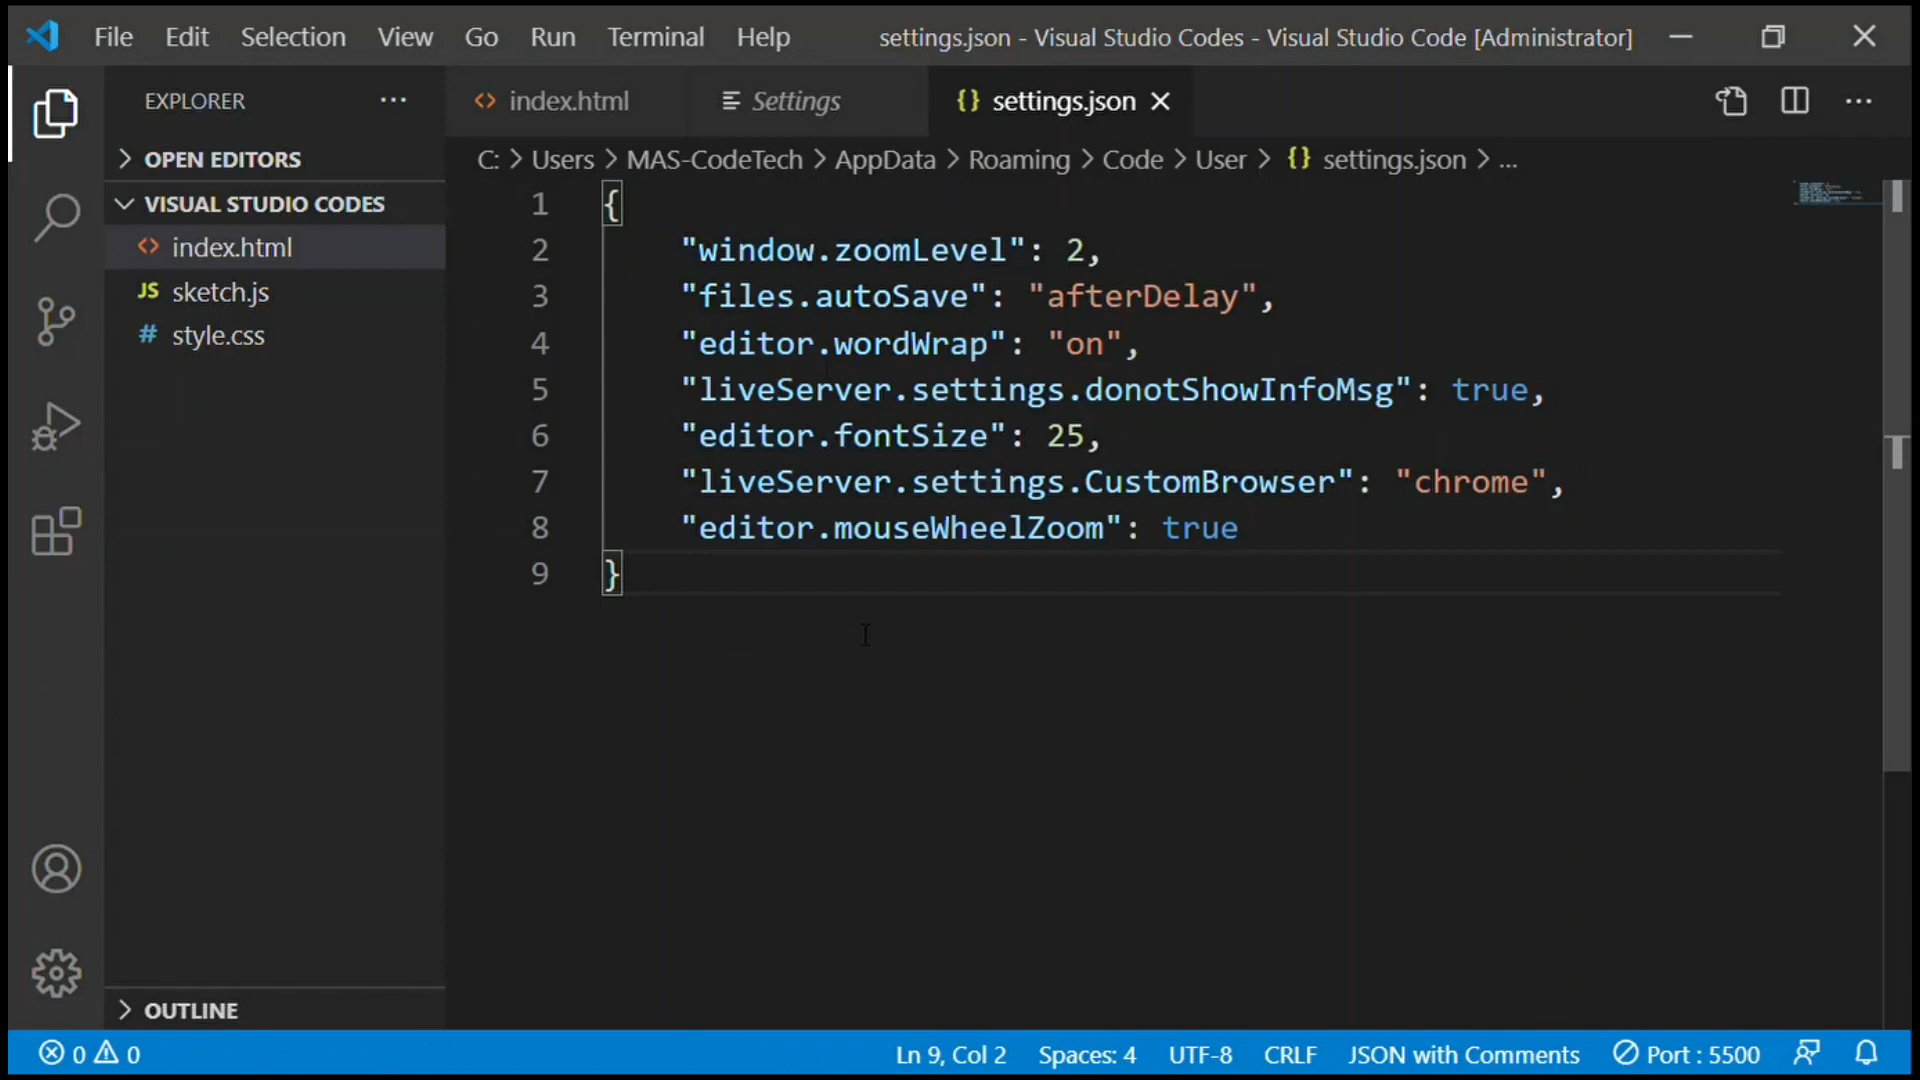 File Edit Selection View Go Run Terminal Help settings.json - Visual Studio Codes - Visual Studio Code [Administrator]
EXPLORER ...
OPEN EDITORS
VISUAL STUDIO CODES
<> index.html
JS sketch.js
# style.css
OUTLINE
<> index.html Settings {} settings.json
C: > Users > MAS-CodeTech > AppData > Roaming > Code > User > {} settings.json > ...
1 {
2 "window.zoomLevel": 2,
3 "files.autoSave": "afterDelay",
4 "editor.wordWrap": "on",
5 "liveServer.settings.donotShowInfoMsg": true,
6 "editor.fontSize": 25,
7 "liveServer.settings.CustomBrowser": "chrome",
8 "editor.mouseWheelZoom": true
9 }
0 0 Ln 9, Col 2 Spaces: 4 UTF-8 CRLF JSON with Comments Port : 5500